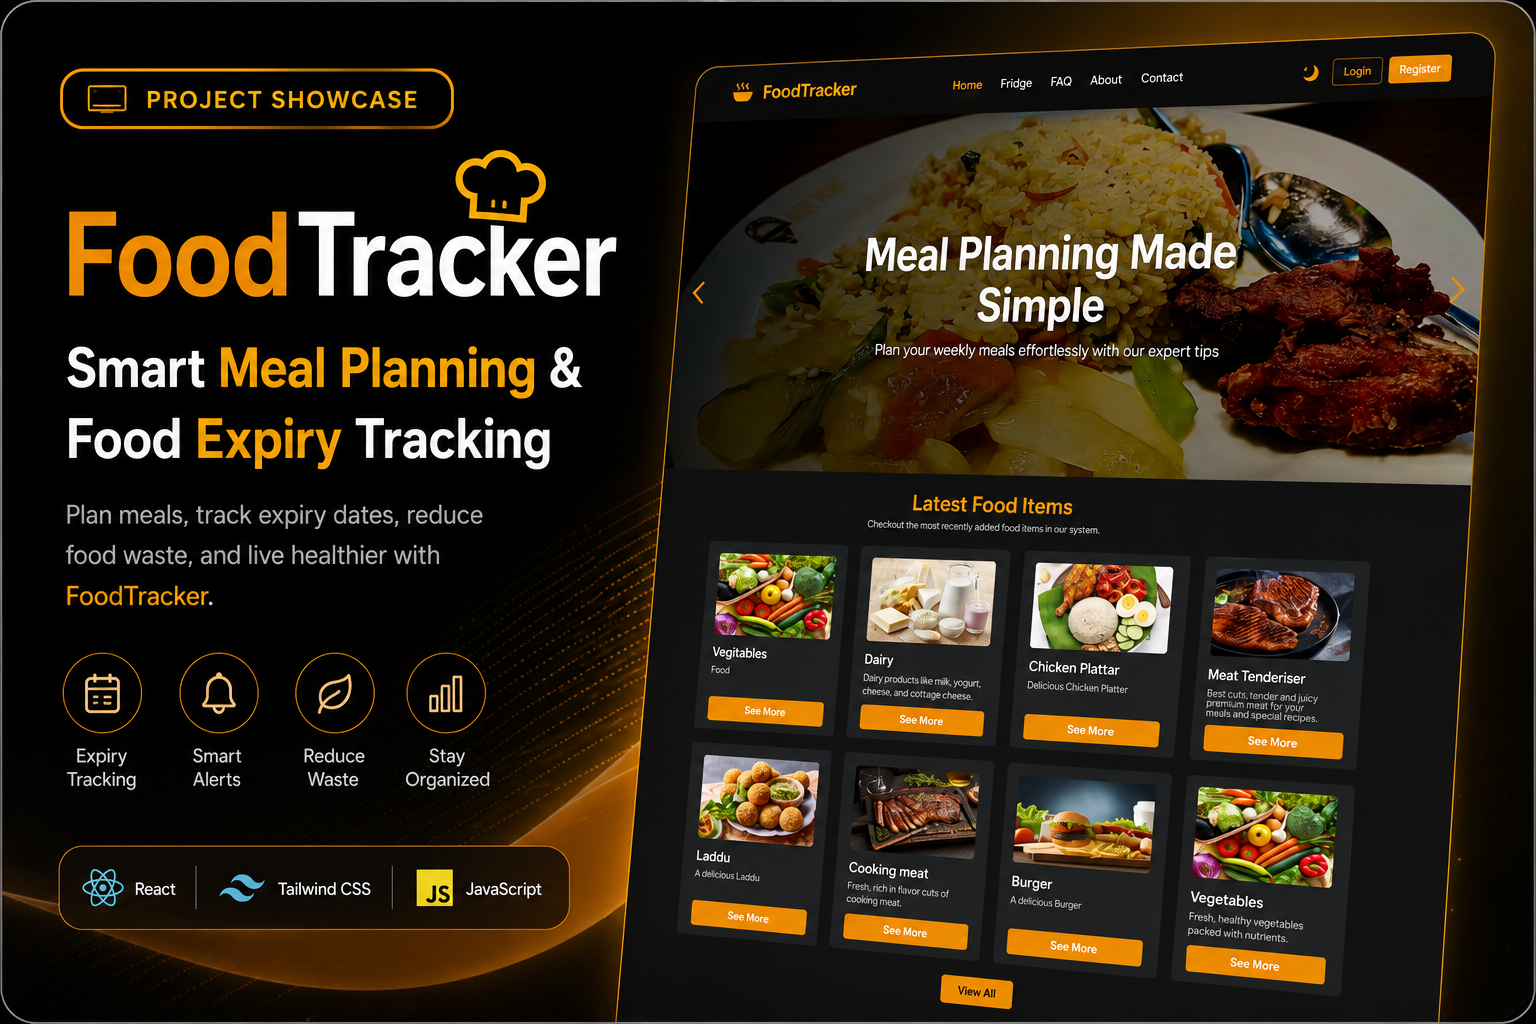 PROJECT SHOWCASE
FoodTracker
Smart Meal Planning &
Food Expiry Tracking
Plan meals, track expiry dates, reduce
food waste, and live healthier with
FoodTracker.
Expiry
Tracking
Smart
Alerts
Reduce
Waste
Stay
Organized
React
Tailwind CSS
JS
JavaScript
FoodTracker
Home
Fridge
FAQ
About
Contact
Login
Register
Meal Planning Made
Simple
Plan your weekly meals effortlessly with our expert tips
Latest Food Items
Checkout the most recently added food items in our system.
Vegitables
Food
See More
Dairy
Dairy products like milk, yogurt,
cheese, and cottage cheese.
See More
Chicken Plattar
Delicious Chicken Platter
See More
Meat Tenderiser
Best cuts, tender and juicy
premium meat for your
meals and special recipes.
See More
Laddu
A delicious Laddu
See More
Cooking meat
Fresh, rich in flavor cuts of
cooking meat.
See More
Burger
A delicious Burger
See More
Vegetables
Fresh, healthy vegetables
packed with nutrients.
See More
View All